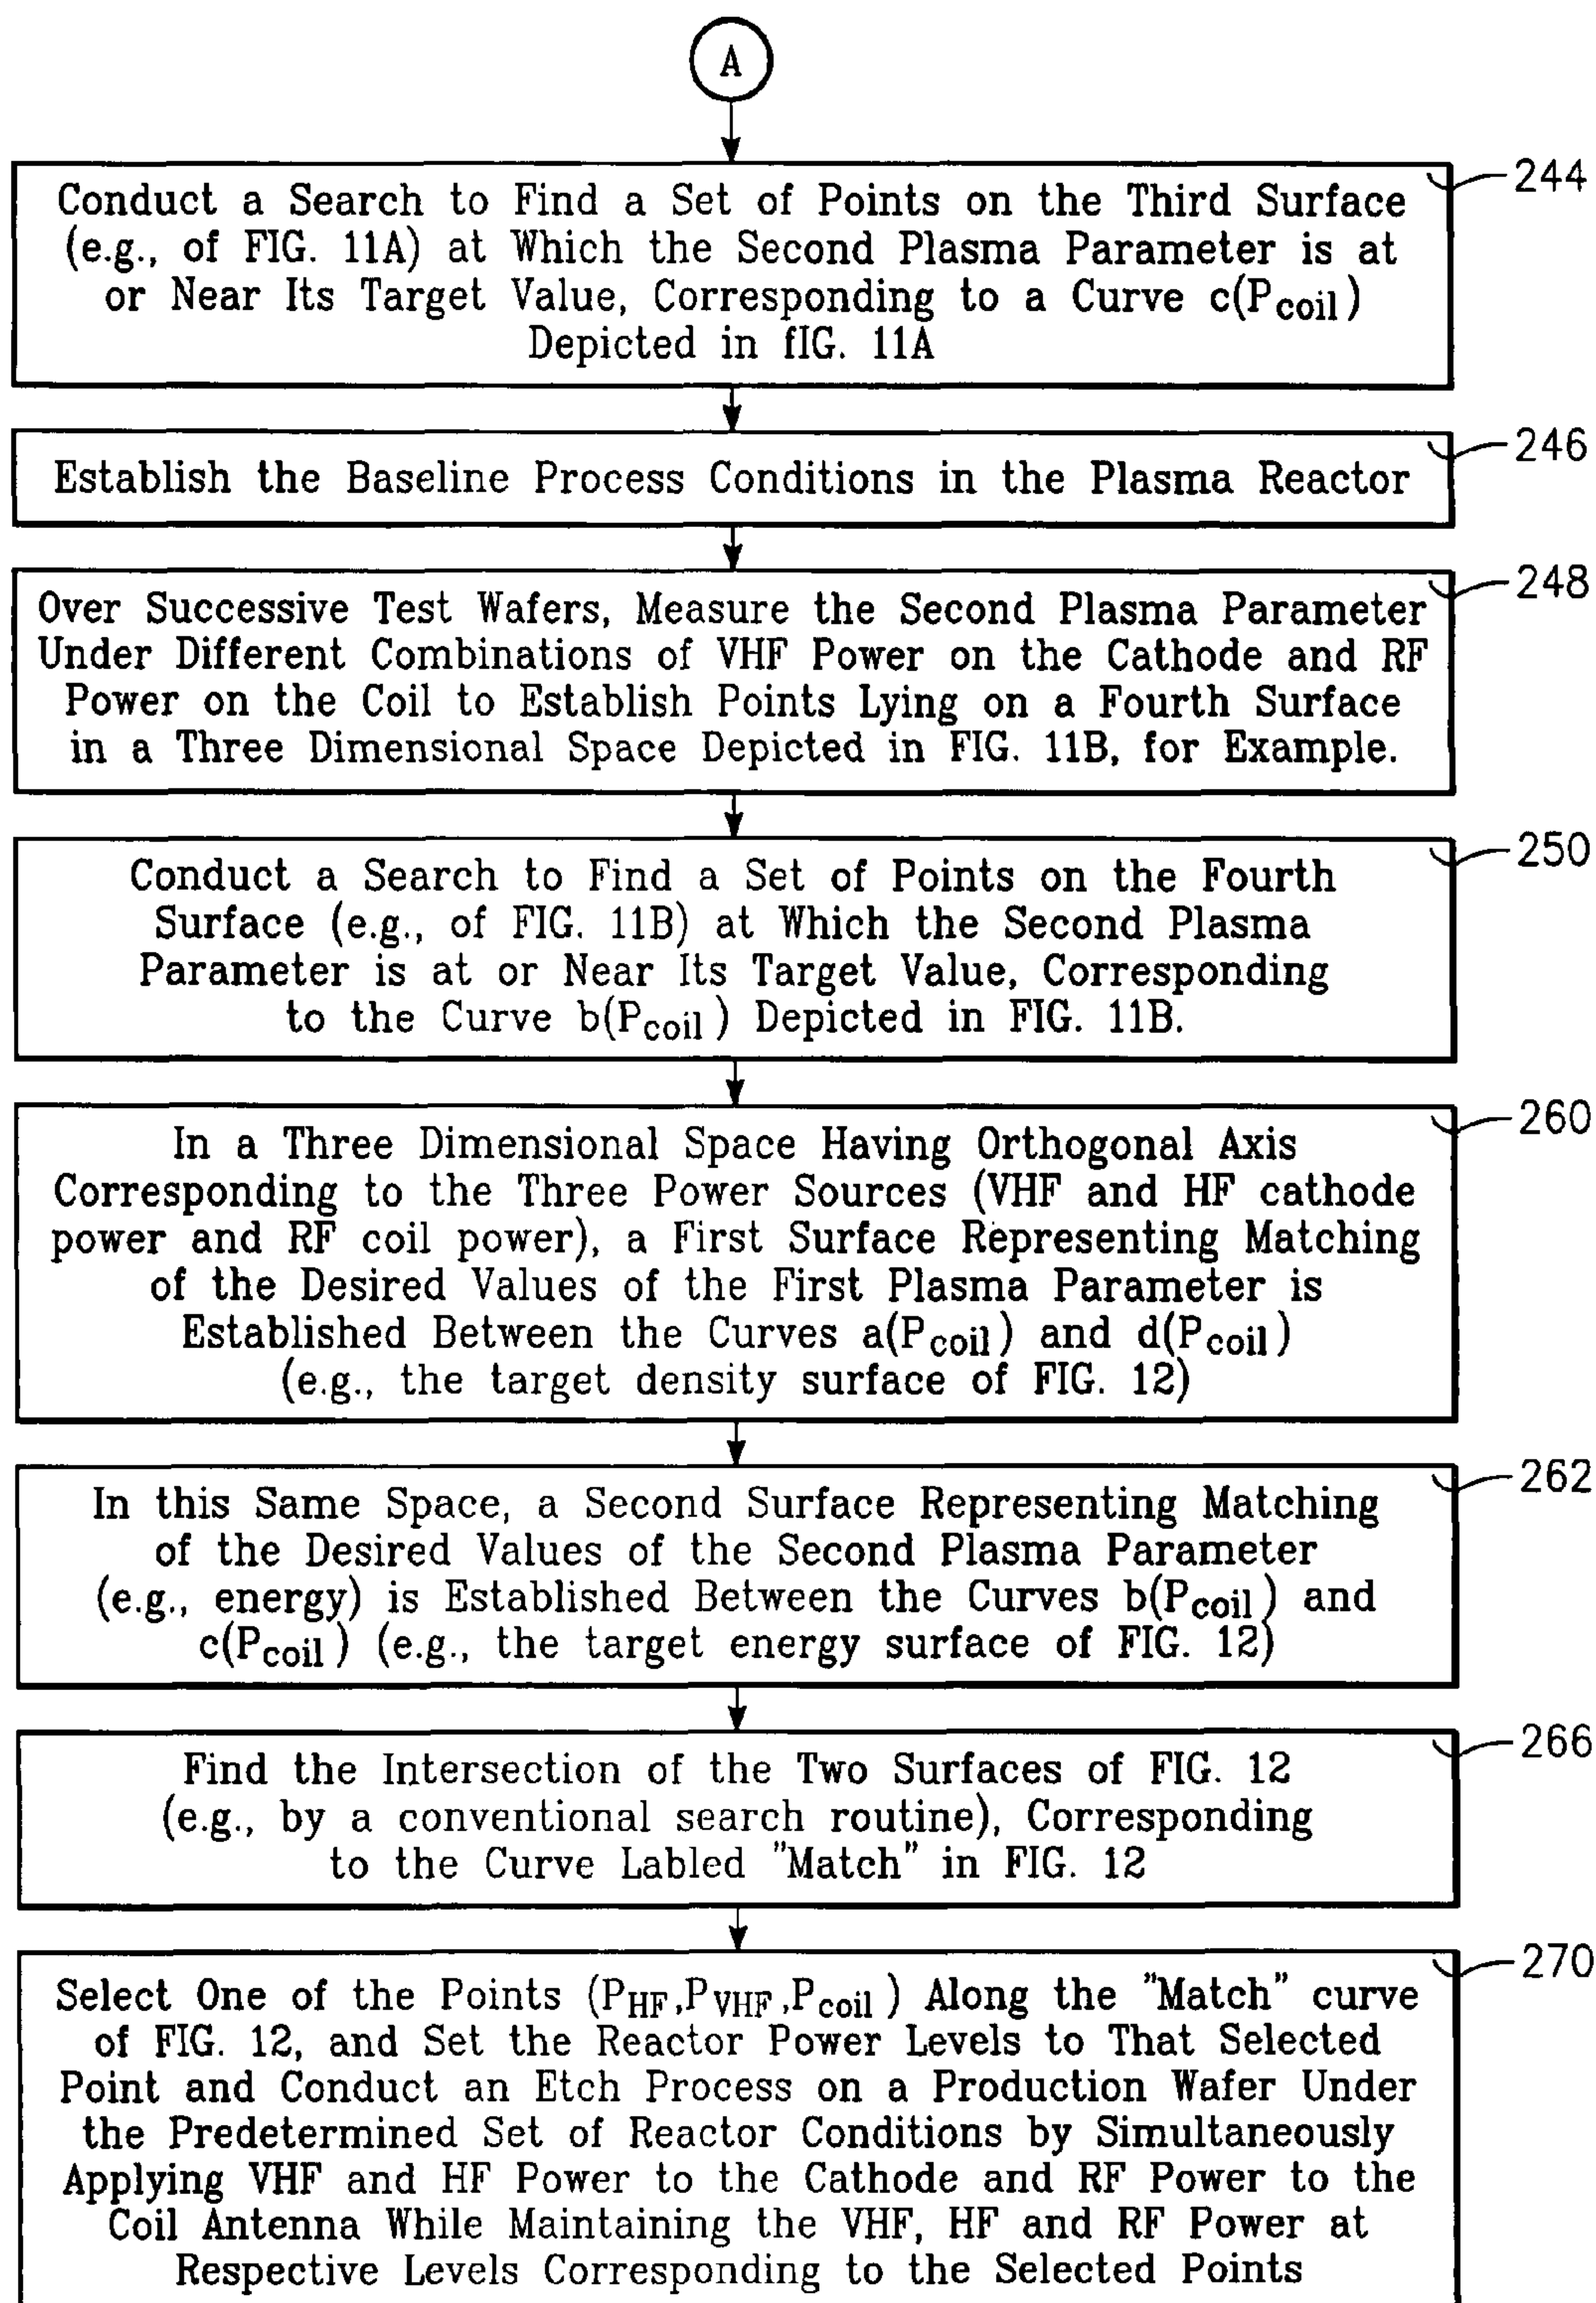 A
244
Conduct a Search to Find a Set of Points on the Third Surface
(e.g., of FIG. 11A) at Which the Second Plasma Parameter is at
or Near Its Target Value, Corresponding to a Curve c(Pcoil)
Depicted in fIG. 11A
246
Establish the Baseline Process Conditions in the Plasma Reactor
248
Over Successive Test Wafers, Measure the Second Plasma Parameter
Under Different Combinations of VHF Power on the Cathode and RF
Power on the Coil to Establish Points Lying on a Fourth Surface
in a Three Dimensional Space Depicted in FIG. 11B, for Example.
250
Conduct a Search to Find a Set of Points on the Fourth
Surface (e.g., of FIG. 11B) at Which the Second Plasma
Parameter is at or Near Its Target Value, Corresponding
to the Curve b(Pcoil) Depicted in FIG. 11B.
260
In a Three Dimensional Space Having Orthogonal Axis
Corresponding to the Three Power Sources (VHF and HF cathode
power and RF coil power), a First Surface Representing Matching
of the Desired Values of the First Plasma Parameter is
Established Between the Curves a(Pcoil) and d(Pcoil)
(e.g., the target density surface of FIG. 12)
262
In this Same Space, a Second Surface Representing Matching
of the Desired Values of the Second Plasma Parameter
(e.g., energy) is Established Between the Curves b(Pcoil) and
c(Pcoil) (e.g., the target energy surface of FIG. 12)
266
Find the Intersection of the Two Surfaces of FIG. 12
(e.g., by a conventional search routine), Corresponding
to the Curve Labled "Match" in FIG. 12
270
Select One of the Points (PHF,PVHF,Pcoil) Along the "Match" curve
of FIG. 12, and Set the Reactor Power Levels to That Selected
Point and Conduct an Etch Process on a Production Wafer Under
the Predetermined Set of Reactor Conditions by Simultaneously
Applying VHF and HF Power to the Cathode and RF Power to the
Coil Antenna While Maintaining the VHF, HF and RF Power at
Respective Levels Corresponding to the Selected Points